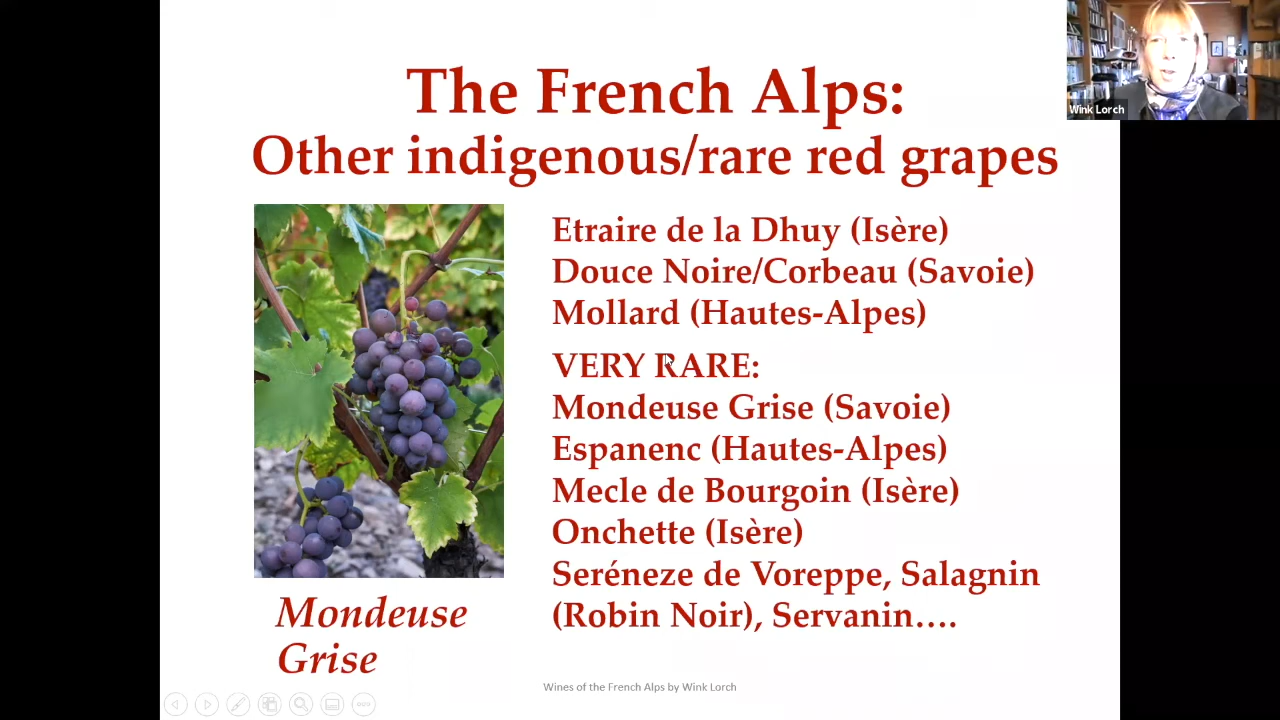 Wink Lorch
The French Alps:
Other indigenous/rare red grapes
Etraire de la Dhuy (Isère)
Douce Noire/Corbeau (Savoie)
Mollard (Hautes-Alpes)
VERY RARE:
Mondeuse Grise (Savoie)
Espanenc (Hautes-Alpes)
Mecle de Bourgoin (Isère)
Onchette (Isère)
Seréneze de Voreppe, Salagnin
(Robin Noir), Servanin....
Mondeuse
Grise
Wines of the French Alps by Wink Lorch